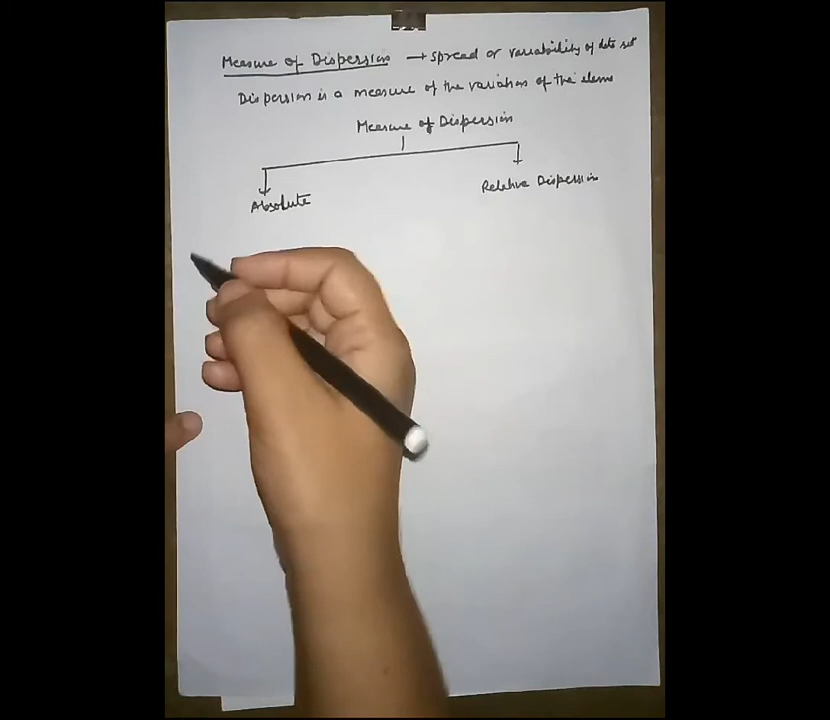 Measure of Dispersion → Spread or variability of data set
Dispersion is a measure of the variation of the items
Measure of Dispersion
Absolute
Relative Dispersion